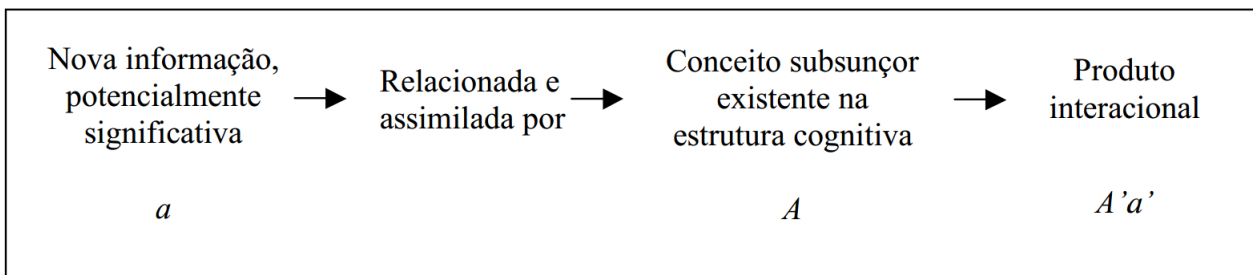 Nova informação,
potencialmente
significativa
Relacionada e
assimilada por
Conceito subsunçor
existente na
estrutura cognitiva
Produto
interacional
a
A
A’a’